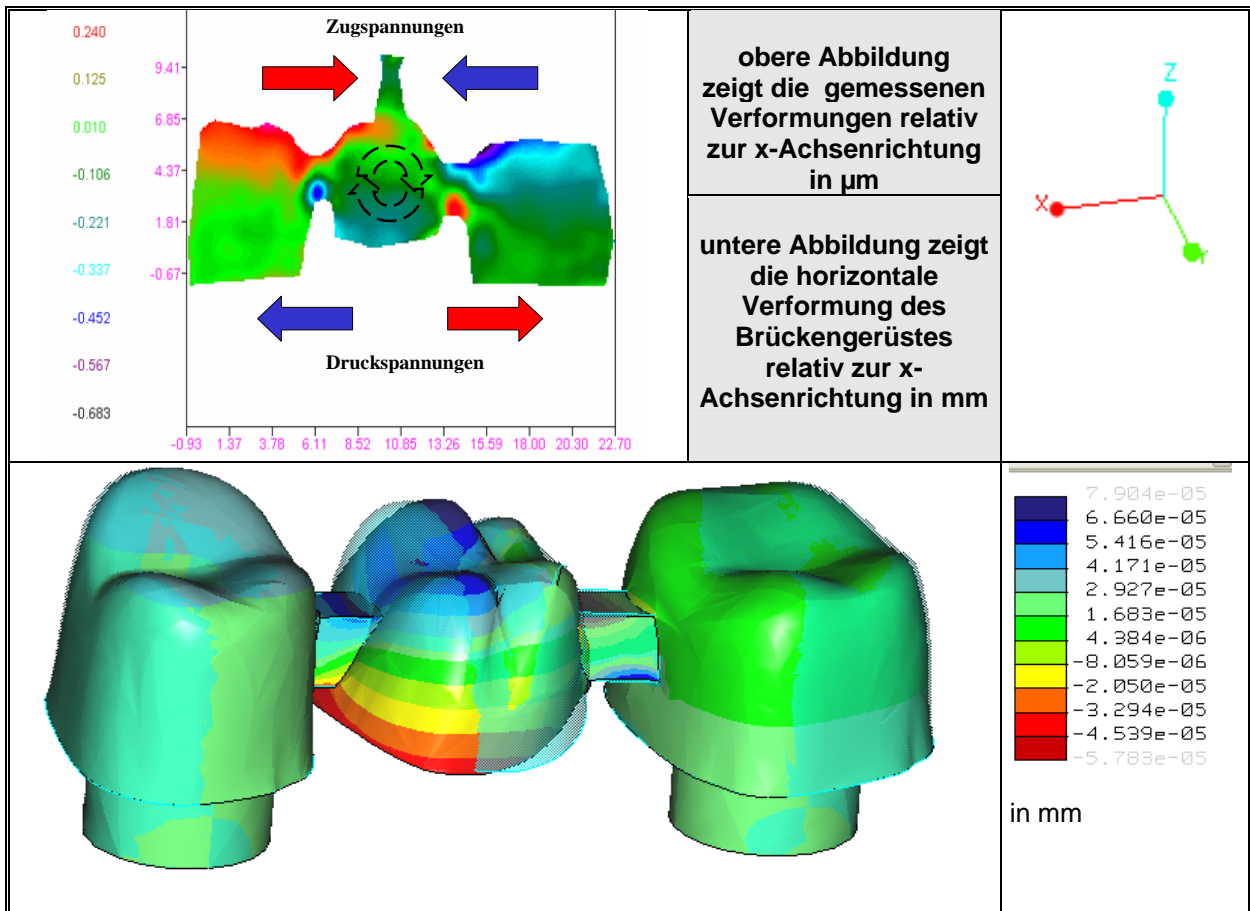 0.240
0.125
0.010
-0.106
-0.221
-0.337
-0.452
-0.567
-0.683
Zugspannungen
9.41
6.85
4.37
1.81
-0.67
Druckspannungen
-0.93 1.37 3.78 6.11 8.52 10.85 13.26 15.59 18.00 20.30 22.70
obere Abbildung
zeigt die gemessenen
Verformungen relativ
zur x-Achsenrichtung
in µm
untere Abbildung zeigt
die horizontale
Verformung des
Brückengerüstes
relativ zur x-
Achsenrichtung in mm
Z
X
Y
7.904e-05
6.660e-05
5.416e-05
4.171e-05
2.927e-05
1.683e-05
4.384e-06
-8.059e-06
-2.050e-05
-3.294e-05
-4.539e-05
-5.783e-05
in mm